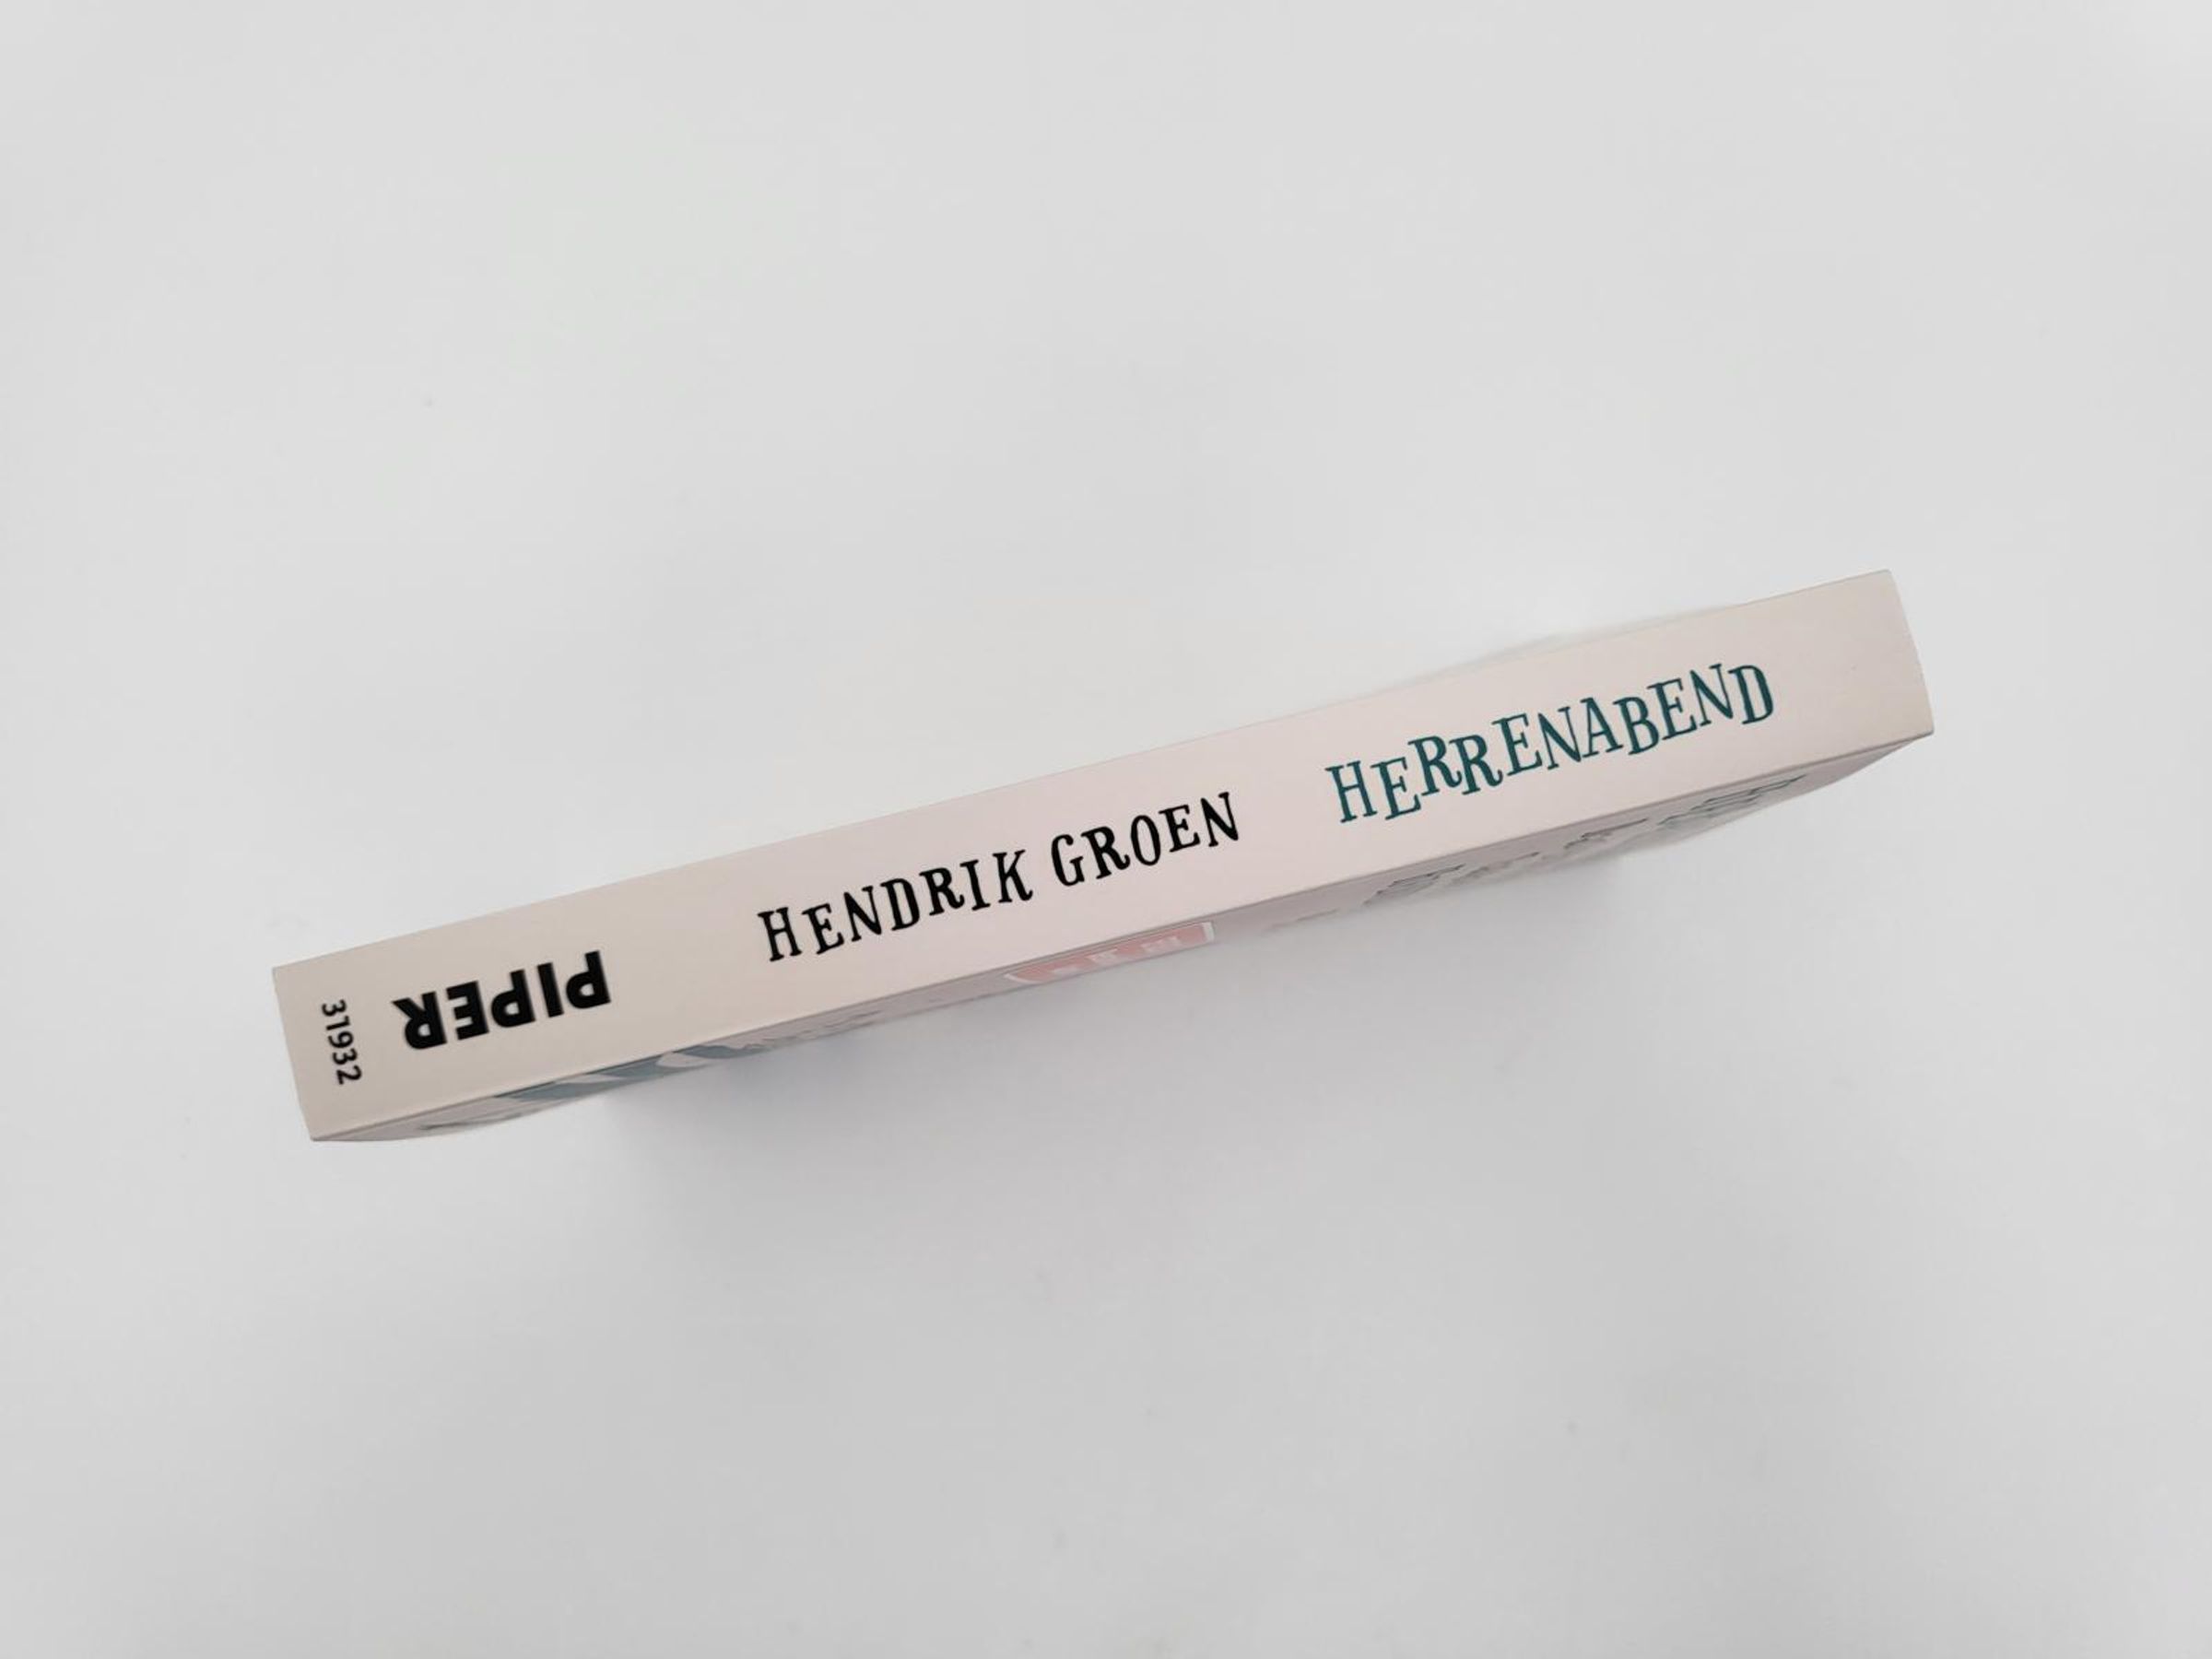 HENDRIK GROEN
HERRENABEND
PIPER
31932